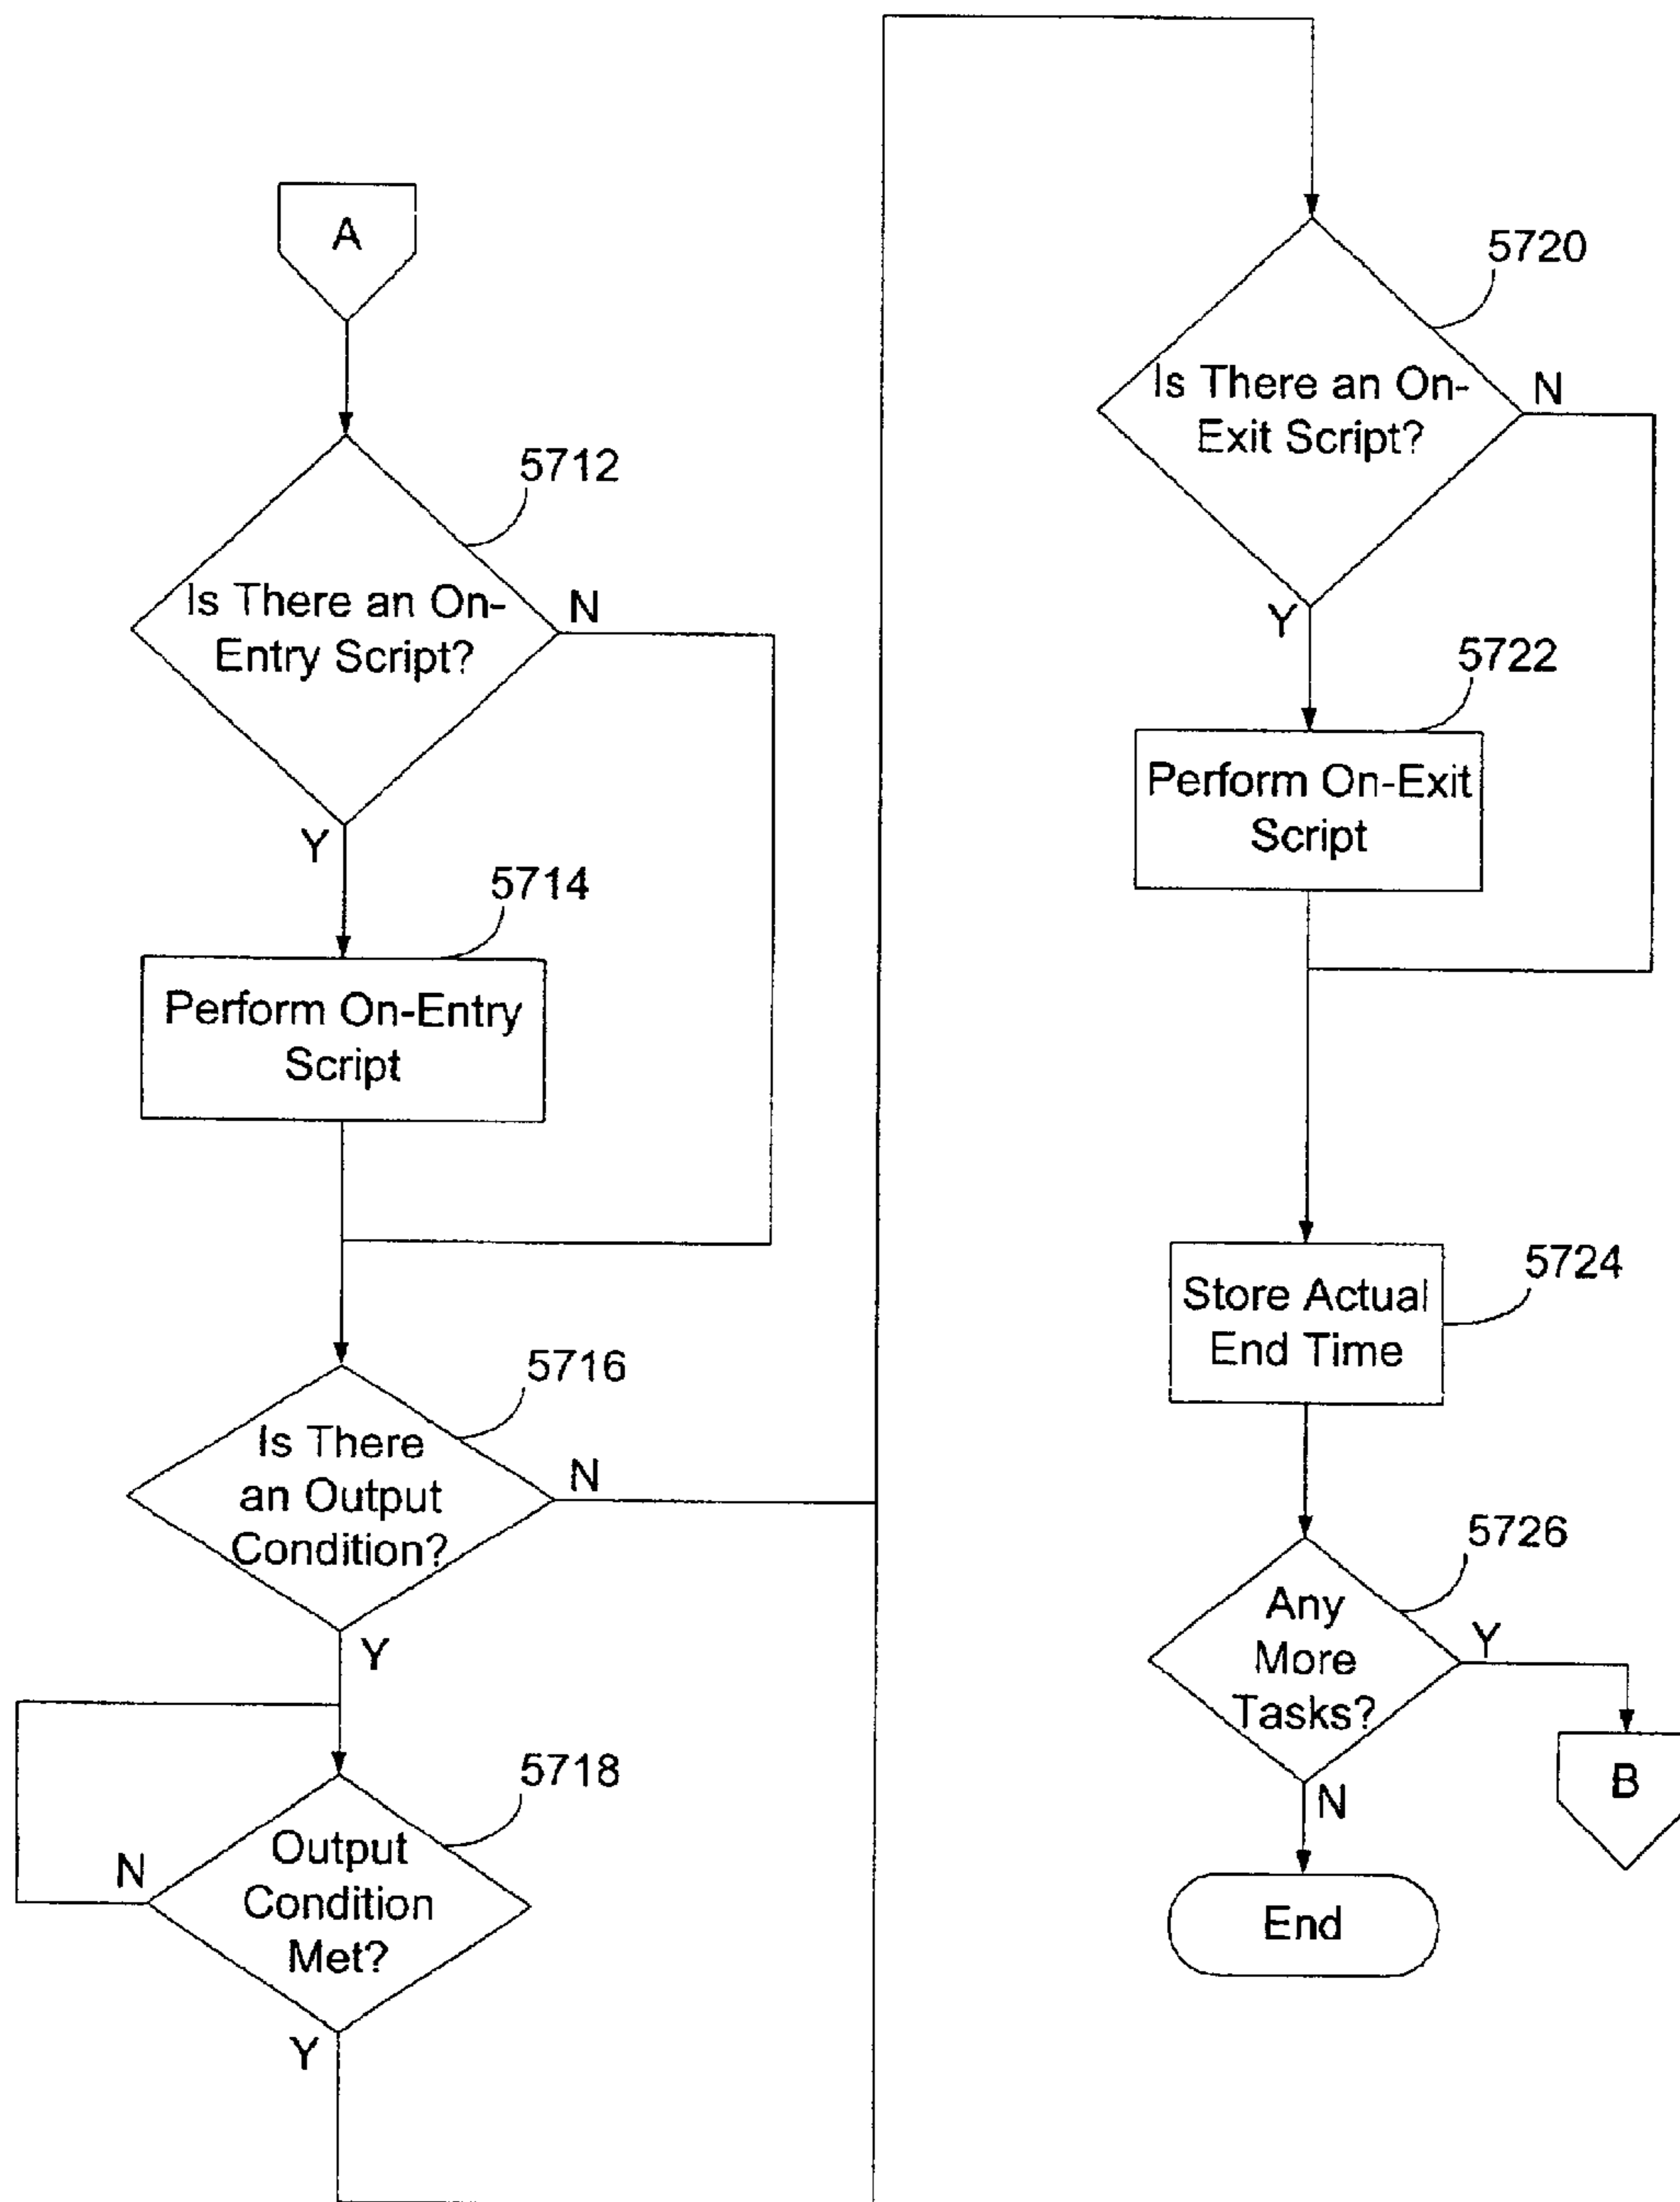 A
5712
Is There an On-
Entry Script?
N
Y
5714
Perform On-Entry
Script
5716
Is There
an Output
Condition?
N
Y
5718
Output
Condition
Met?
N
Y
5720
Is There an On-
Exit Script?
N
Y
5722
Perform On-Exit
Script
5724
Store Actual
End Time
5726
Any
More
Tasks?
Y
B
N
End